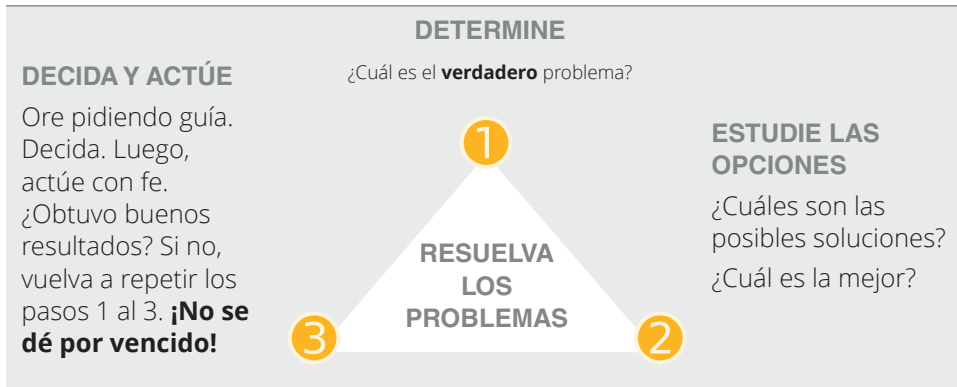 DETERMINE
¿Cuál es el verdadero problema?
1
ESTUDIE LAS
OPCIONES
¿Cuáles son las
posibles soluciones?
¿Cuál es la mejor?
2
DECIDA Y ACTÚE
Ore pidiendo guía.
Decida. Luego,
actúe con fe.
¿Obtuvo buenos
resultados? Si no,
vuelva a repetir los
pasos 1 al 3. ¡No se
dé por vencido!
3
RESUELVA
LOS
PROBLEMAS